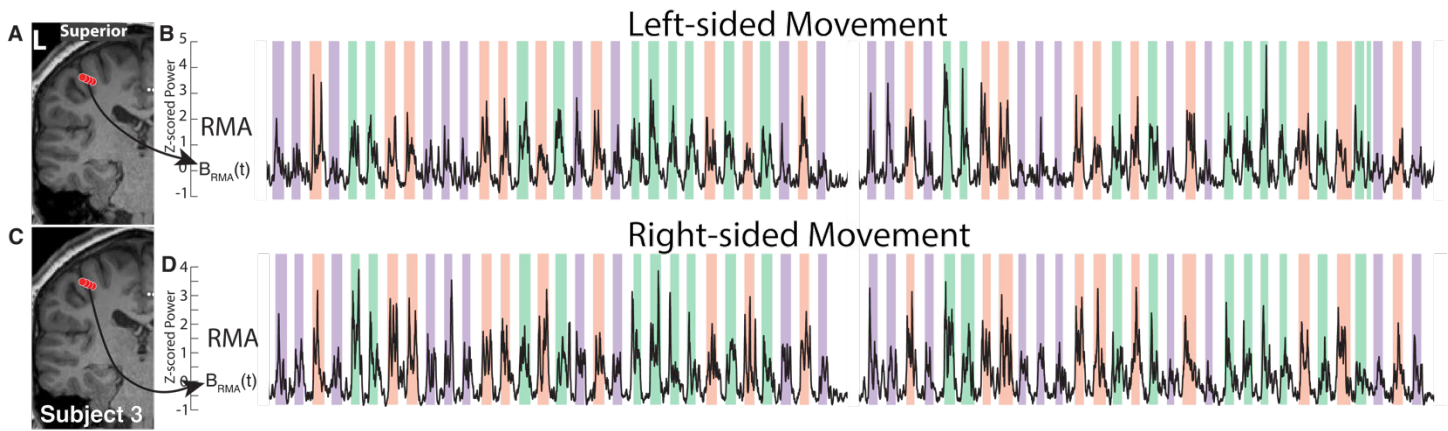 Left-sided Movement
A
L
Superior
B
Z-scored Power
5
4
3
2
1
0
-1
RMA
B_RMA(t)
Right-sided Movement
C
D
Z-scored Power
4
3
2
1
0
-1
RMA
B_RMA(t)
Subject 3